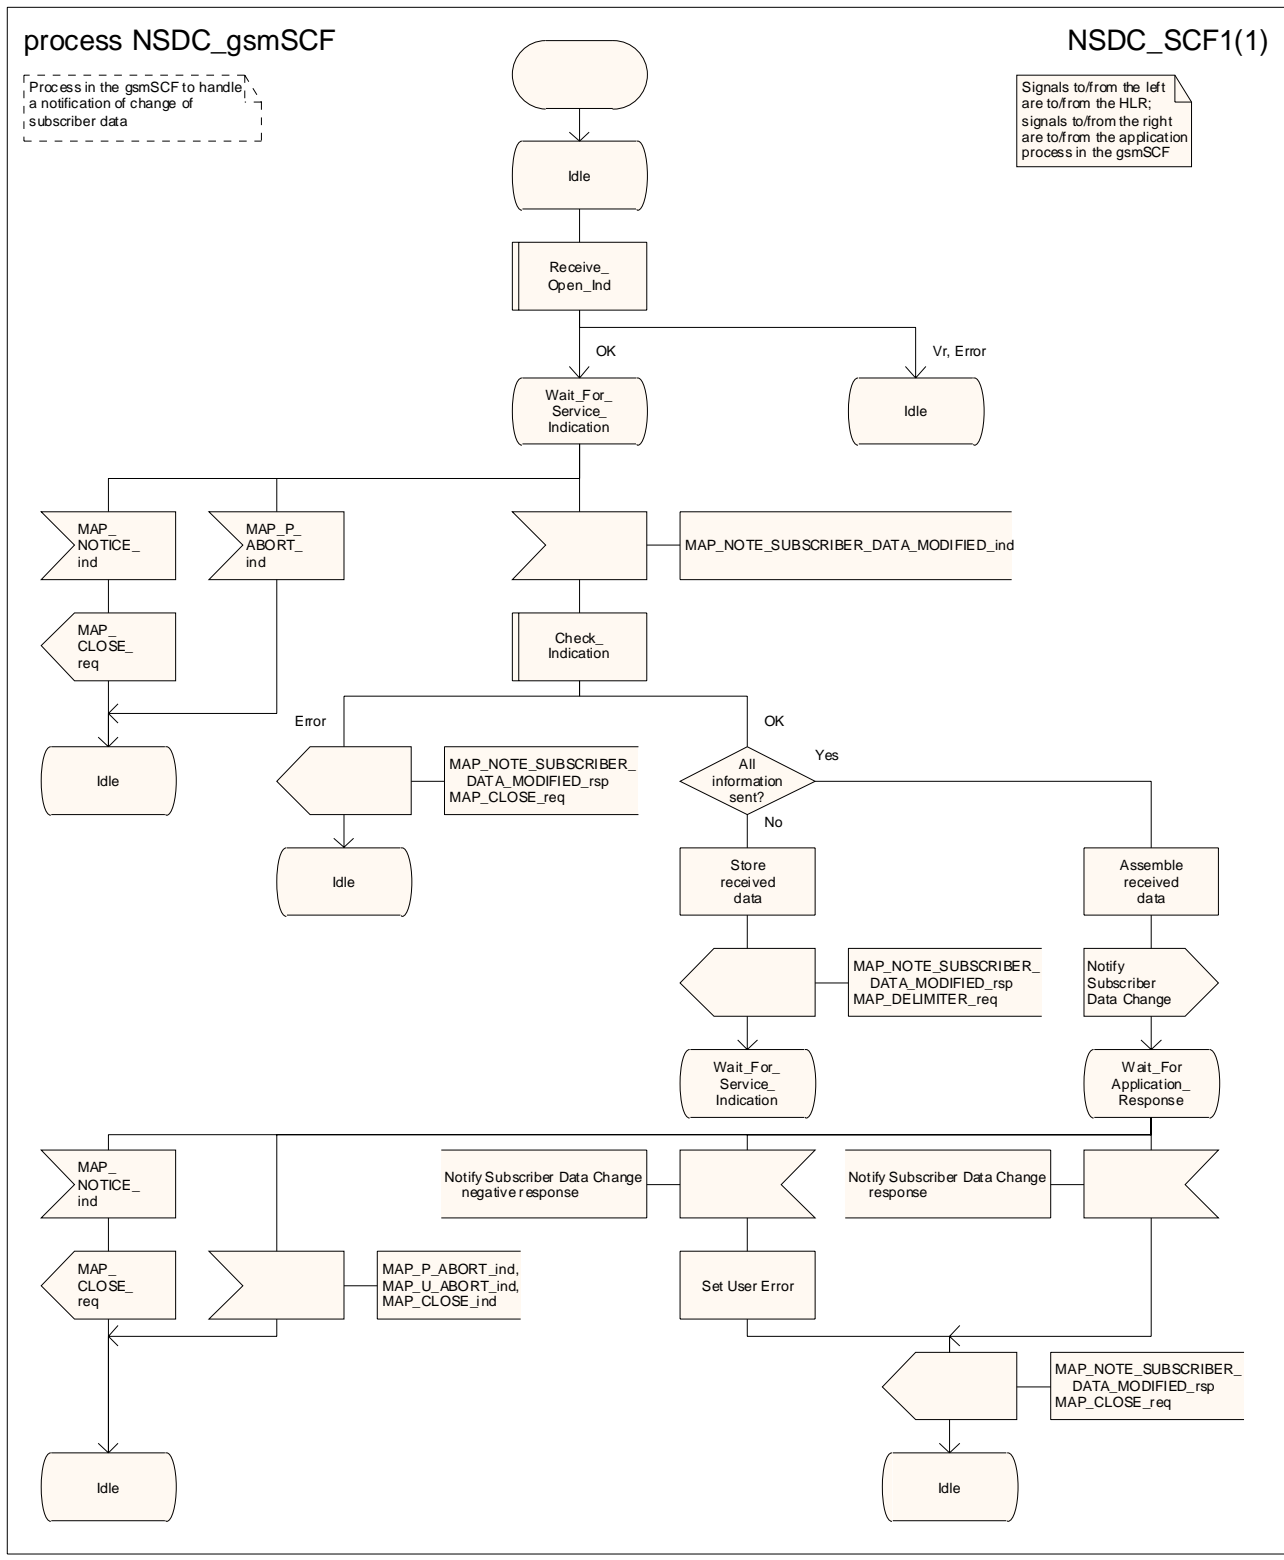 process NSDC_gsmSCF
NSDC_SCF1(1)
Process in the gsmSCF to handle
a notification of change of
subscriber data
Signals to/from the left
are to/from the HLR;
signals to/from the right
are to/from the application
process in the gsmSCF
Idle
Receive_
Open_Ind
OK
Vr, Error
Wait_For_
Service_
Indication
Idle
MAP_
NOTICE_
ind
MAP_P_
ABORT_
ind
MAP_NOTE_SUBSCRIBER_DATA_MODIFIED_ind
MAP_
CLOSE_
req
Check_
Indication
Error
OK
Idle
MAP_NOTE_SUBSCRIBER_
DATA_MODIFIED_rsp
MAP_CLOSE_req
All
information
sent?
Yes
No
Idle
Store
received
data
Assemble
received
data
MAP_NOTE_SUBSCRIBER_
DATA_MODIFIED_rsp
MAP_DELIMITER_req
Notify
Subscriber
Data Change
Wait_For_
Service_
Indication
Wait_For
Application_
Response
MAP_
NOTICE_
ind
Notify Subscriber Data Change
negative response
Notify Subscriber Data Change
response
MAP_
CLOSE_
req
MAP_P_ABORT_ind,
MAP_U_ABORT_ind,
MAP_CLOSE_ind
Set User Error
MAP_NOTE_SUBSCRIBER_
DATA_MODIFIED_rsp
MAP_CLOSE_req
Idle
Idle